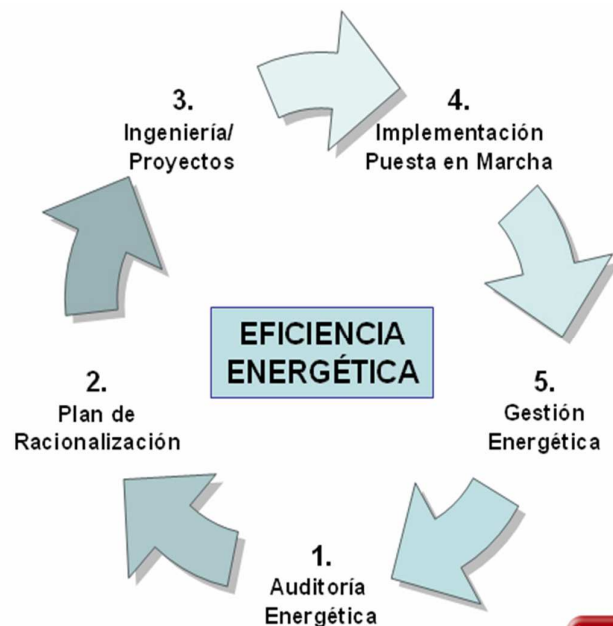 3.
Ingeniería/
Proyectos
4.
Implementación
Puesta en Marcha
EFICIENCIA
ENERGÉTICA
2.
Plan de
Racionalización
5.
Gestión
Energética
1.
Auditoría
Energética